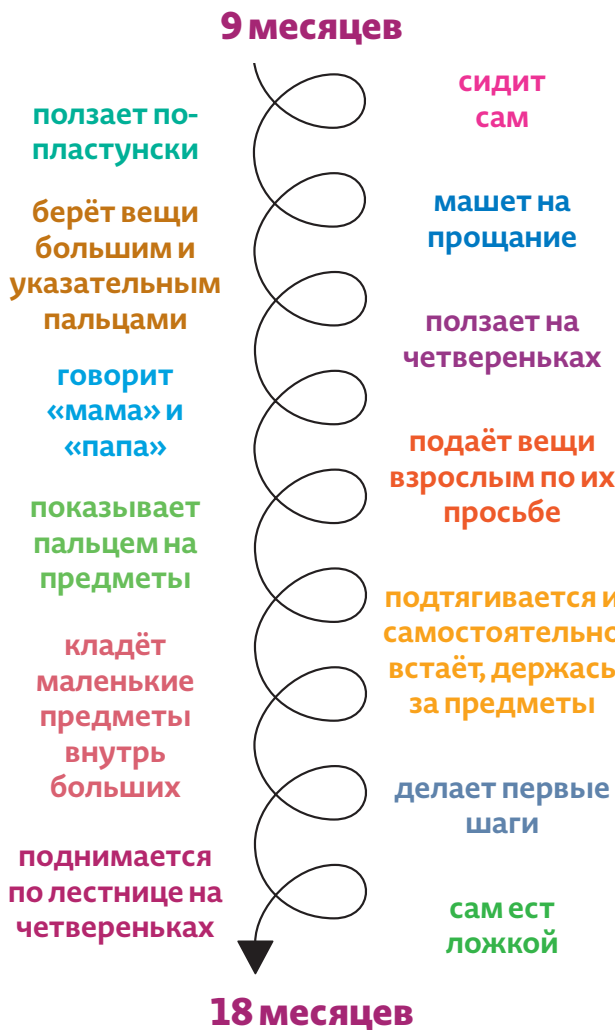 9 месяцев
сидит
сам
ползает по-
пластунски
машет на
прощание
берёт вещи
большим и
указательным
пальцами
ползает на
четвереньках
говорит
«мама» и
«папа»
подаёт вещи
взрослым по их
просьбе
показывает
пальцем на
предметы
подтягивается и
самостоятельно
встаёт, держась
за предметы
кладёт
маленькие
предметы
внутрь
больших
делает первые
шаги
поднимается
по лестнице на
четвереньках
сам ест
ложкой
18 месяцев